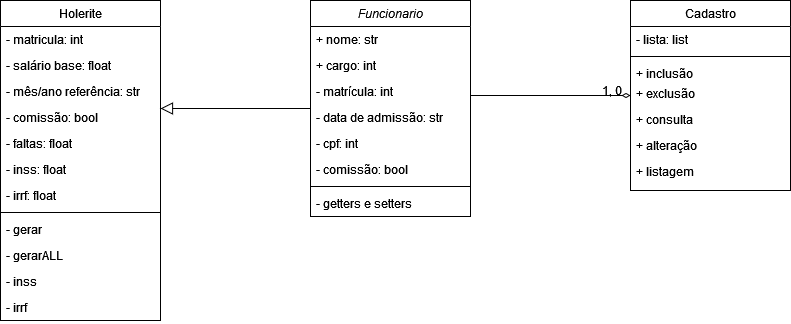 Holerite
- matricula: int
- salário base: float
- mês/ano referência: str
- comissão: bool
- faltas: float
- inss: float
- irrf: float
- gerar
- gerarALL
- inss
- irrf
Funcionario
+ nome: str
+ cargo: int
- matrícula: int
- data de admissão: str
- cpf: int
- comissão: bool
- getters e setters
1, 0
Cadastro
- lista: list
+ inclusão
+ exclusão
+ consulta
+ alteração
+ listagem